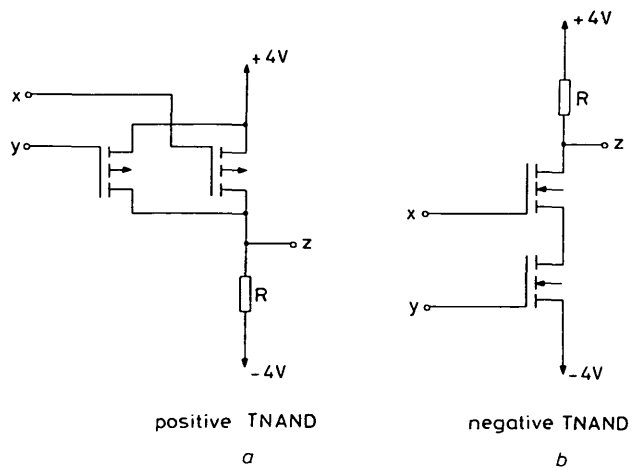 +4V
x
y
z
R
-4V
positive TNAND
a
+4V
R
z
x
y
-4V
negative TNAND
b